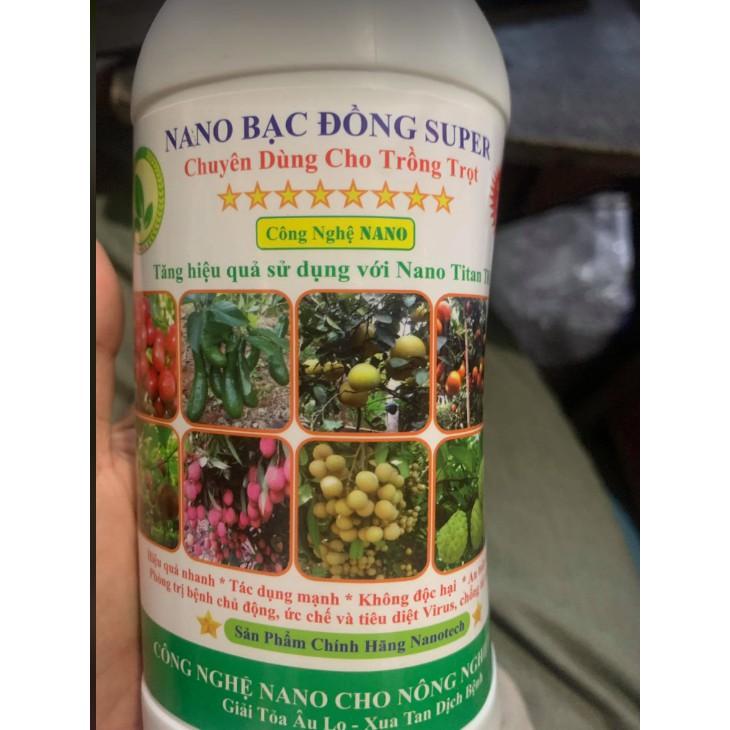 NANO BẠC ĐỒNG SUPER
Chuyên Dùng Cho Trồng Trọt
Công Nghệ NANO
Tăng hiệu quả sử dụng với Nano Titan
Hiệu quả nhanh * Tác dụng mạnh * Không độc hại *
Phòng trị bệnh chủ động, ức chế và tiêu diệt Virus,
Sản Phẩm Chính Hãng Nanotech
CÔNG NGHỆ NANO CHO NÔNG
Giải Tỏa Âu Lo - Xua Tan Dịch Bệnh